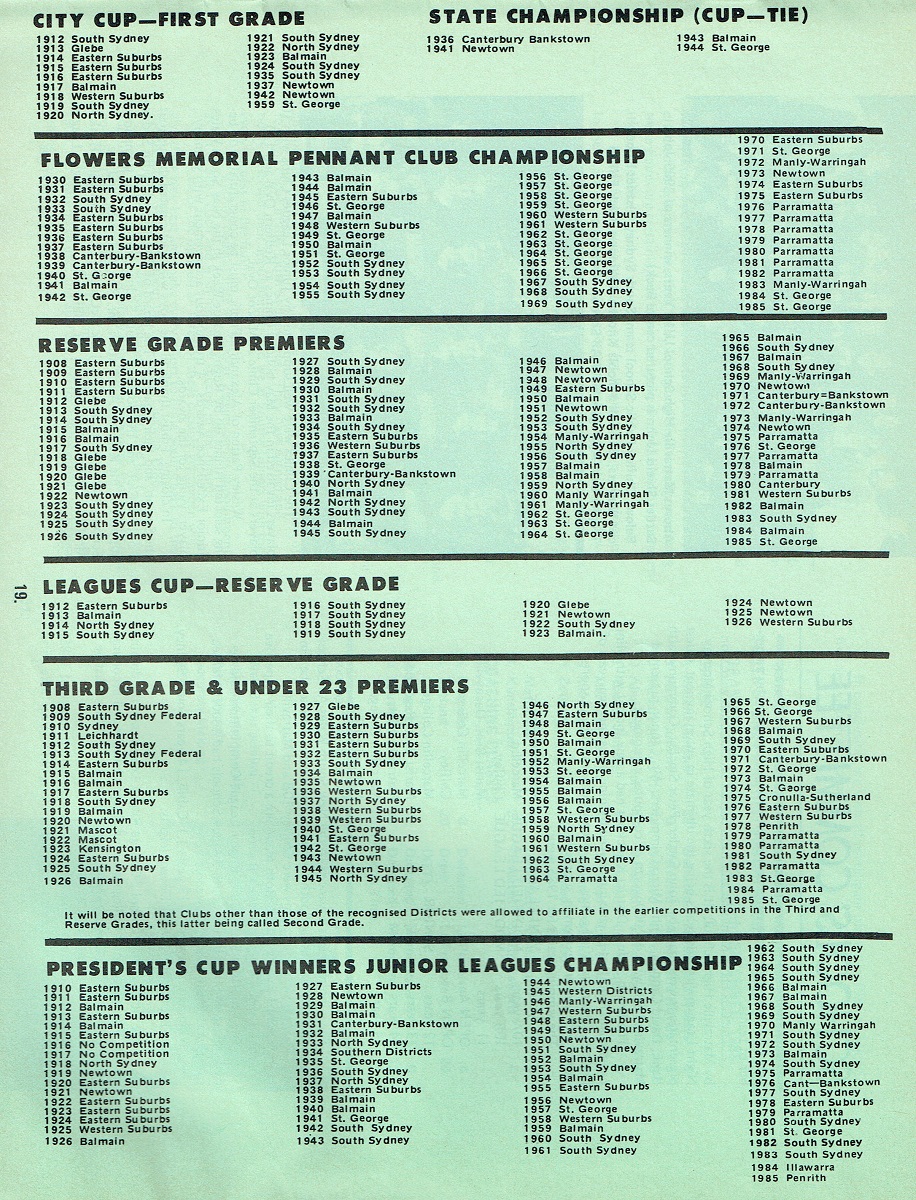 CITY CUP—FIRST GRADE
1912 South Sydney
1913 Glebe
1914 Eastern Suburbs
1915 Eastern Suburbs
1916 Eastern Suburbs
1917 Balmain
1918 Western Suburbs
1919 South Sydney
1920 North Sydney.
1921 South Sydney
1922 North Sydney
1923 Balmain
1924 South Sydney
1935 South Sydney
1937 Newtown
1942 Newtown
1959 St. George
STATE CHAMPIONSHIP (CUP—TIE)
1936 Canterbury Bankstown
1941 Newtown
1943 Balmain
1944 St. George
FLOWERS MEMORIAL PENNANT CLUB CHAMPIONSHIP
1930 Eastern Suburbs
1931 Eastern Suburbs
1932 South Sydney
1933 South Sydney
1934 Eastern Suburbs
1935 Eastern Suburbs
1936 Eastern Suburbs
1937 Eastern Suburbs
1938 Canterbury-Bankstown
1939 Canterbury-Bankstown
1940 St. George
1941 Balmain
1942 St. George
1943 Balmain
1944 Balmain
1945 Eastern Suburbs
1946 St. George
1947 Balmain
1948 Western Suburbs
1949 St. George
1950 Balmain
1951 St. George
1952 South Sydney
1953 South Sydney
1954 South Sydney
1955 South Sydney
1956 St. George
1957 St. George
1958 St. George
1959 St. George
1960 Western Suburbs
1961 Western Suburbs
1962 St. George
1963 St. George
1964 St. George
1965 St. George
1966 St. George
1967 South Sydney
1968 South Sydney
1969 South Sydney
1970 Eastern Suburbs
1971 St. George
1972 Manly-Warringah
1973 Newtown
1974 Eastern Suburbs
1975 Eastern Suburbs
1976 Parramatta
1977 Parramatta
1978 Parramatta
1979 Parramatta
1980 Parramatta
1981 Parramatta
1982 Parramatta
1983 Manly-Warringah
1984 St. George
1985 St. George
RESERVE GRADE PREMIERS
1908 Eastern Suburbs
1909 Eastern Suburbs
1910 Eastern Suburbs
1911 Eastern Suburbs
1912 Glebe
1913 South Sydney
1914 South Sydney
1915 Balmain
1916 Balmain
1917 South Sydney
1918 Glebe
1919 Glebe
1920 Glebe
1921 Glebe
1922 Newtown
1923 South Sydney
1924 South Sydney
1925 South Sydney
1926 South Sydney
1927 South Sydney
1928 Balmain
1929 South Sydney
1930 Balmain
1931 South Sydney
1932 South Sydney
1933 Balmain
1934 South Sydney
1935 Eastern Suburbs
1936 Western Suburbs
1937 Eastern Suburbs
1938 St. George
1939 Canterbury-Bankstown
1940 North Sydney
1941 Balmain
1942 North Sydney
1943 South Sydney
1944 Balmain
1945 South Sydney
1946 Balmain
1947 Newtown
1948 Newtown
1949 Eastern Suburbs
1950 Balmain
1951 Newtown
1952 South Sydney
1953 South Sydney
1954 Manly-Warringah
1955 North Sydney
1956 South Sydney
1957 Balmain
1958 Balmain
1959 North Sydney
1960 Manly Warringah
1961 Manly-Warringah
1962 St. George
1963 St. George
1964 St. George
1965 Balmain
1966 South Sydney
1967 Balmain
1968 South Sydney
1969 Manly-Warringah
1970 Newtown
1971 Canterbury=Bankstown
1972 Canterbury-Bankstown
1973 Manly-Warringah
1974 Newtown
1975 Parramatta
1976 St. George
1977 Parramatta
1978 Balmain
1979 Parramatta
1980 Canterbury
1981 Western Suburbs
1982 Balmain
1983 South Sydney
1984 Balmain
1985 St. George
19.
LEAGUES CUP—RESERVE GRADE
1912 Eastern Suburbs
1913 Balmain
1914 North Sydney
1915 South Sydney
1916 South Sydney
1917 South Sydney
1918 South Sydney
1919 South Sydney
1920 Glebe
1921 Newtown
1922 South Sydney
1923 Balmain.
1924 Newtown
1925 Newtown
1926 Western Suburbs
THIRD GRADE & UNDER 23 PREMIERS
1908 Eastern Suburbs
1909 South Sydney Federal
1910 Sydney
1911 Leichhardt
1912 South Sydney
1913 South Sydney Federal
1914 Eastern Suburbs
1915 Balmain
1916 Balmain
1917 Eastern Suburbs
1918 South Sydney
1919 Balmain
1920 Newtown
1921 Mascot
1922 Mascot
1923 Kensington
1924 Eastern Suburbs
1925 South Sydney
1926 Balmain
1927 Glebe
1928 South Sydney
1929 Eastern Suburbs
1930 Eastern Suburbs
1931 Eastern Suburbs
1932 Eastern Suburbs
1933 South Sydney
1934 Balmain
1935 Newtown
1936 Western Suburbs
1937 North Sydney
1938 Western Suburbs
1939 Western Suburbs
1940 St. George
1941 Eastern Suburbs
1942 St. George
1943 Newtown
1944 Western Suburbs
1945 North Sydney
1946 North Sydney
1947 Eastern Suburbs
1948 Balmain
1949 St. George
1950 Balmain
1951 St. George
1952 Manly-Warringah
1953 St. eeorge
1954 Balmain
1955 Balmain
1956 Balmain
1957 St. George
1958 Western Suburbs
1959 North Sydney
1960 Balmain
1961 Western Suburbs
1962 South Sydney
1963 St. George
1964 Parramatta
1965 St. George
1966 St. George
1967 Western Suburbs
1968 Balmain
1969 South Sydney
1970 Eastern Suburbs
1971 Canterbury-Bankstown
1972 St. George
1973 Balmain
1974 St. George
1975 Cronulla-Sutherland
1976 Eastern Suburbs
1977 Western Suburbs
1978 Penrith
1979 Parramatta
1980 Parramatta
1981 South Sydney
1982 Parramatta
1983 St.George
1984 Parramatta
1985 St. George
It will be noted that Clubs other than those of the recognised Districts were allowed to affiliate in the earlier competitions in the Third and
Reserve Grades, this latter being called Second Grade.
PRESIDENT'S CUP WINNERS JUNIOR LEAGUES CHAMPIONSHIP
1910 Eastern Suburbs
1911 Eastern Suburbs
1912 Balmain
1913 Eastern Suburbs
1914 Balmain
1915 Eastern Suburbs
1916 No Competition
1917 No Competition
1918 North Sydney
1919 Newtown
1920 Eastern Suburbs
1921 Newtown
1922 Eastern Suburbs
1923 Eastern Suburbs
1924 Eastern Suburbs
1925 Western Suburbs
1926 Balmain
1927 Eastern Suburbs
1928 Newtown
1929 Balmain
1930 Balmain
1931 Canterbury-Bankstown
1932 Balmain
1933 North Sydney
1934 Southern Districts
1935 St. George
1936 South Sydney
1937 North Sydney
1938 Eastern Suburbs
1939 Balmain
1940 Balmain
1941 St. George
1942 South Sydney
1943 South Sydney
1944 Newtown
1945 Western Districts
1946 Manly-Warringah
1947 Western Suburbs
1948 Eastern Suburbs
1949 Eastern Suburbs
1950 Newtown
1951 South Sydney
1952 Balmain
1953 South Sydney
1954 Balmain
1955 Eastern Suburbs
1956 Newtown
1957 St. George
1958 Western Suburbs
1959 Balmain
1960 South Sydney
1961 South Sydney
1962 South Sydney
1963 South Sydney
1964 South Sydney
1965 South Sydney
1966 Balmain
1967 Balmain
1968 South Sydney
1969 South Sydney
1970 Manly Warringah
1971 South Sydney
1972 South Sydney
1973 Balmain
1974 South Sydney
1975 Parramatta
1976 Cant—Bankstown
1977 South Sydney
1978 Eastern Suburbs
1979 Parramatta
1980 South Sydney
1981 St. George
1982 South Sydney
1983 South Sydney
1984 Illawarra
1985 Penrith